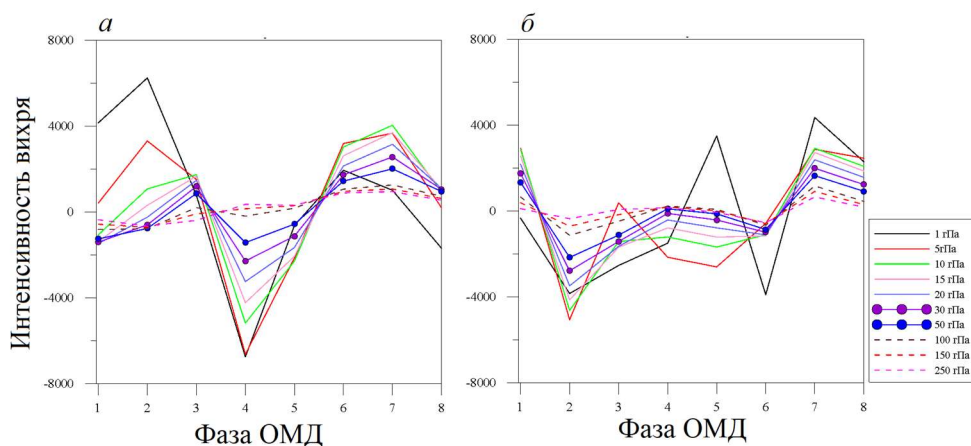 а
б
Интенсивность вихря
8000
4000
0
-4000
-8000
1 2 3 4 5 6 7 8
Фаза ОМД
8000
4000
0
-4000
-8000
1 2 3 4 5 6 7 8
Фаза ОМД
1 гПа
5гПа
10 гПа
15 гПа
20 гПа
30 гПа
50 гПа
100 гПа
150 гПа
250 гПа